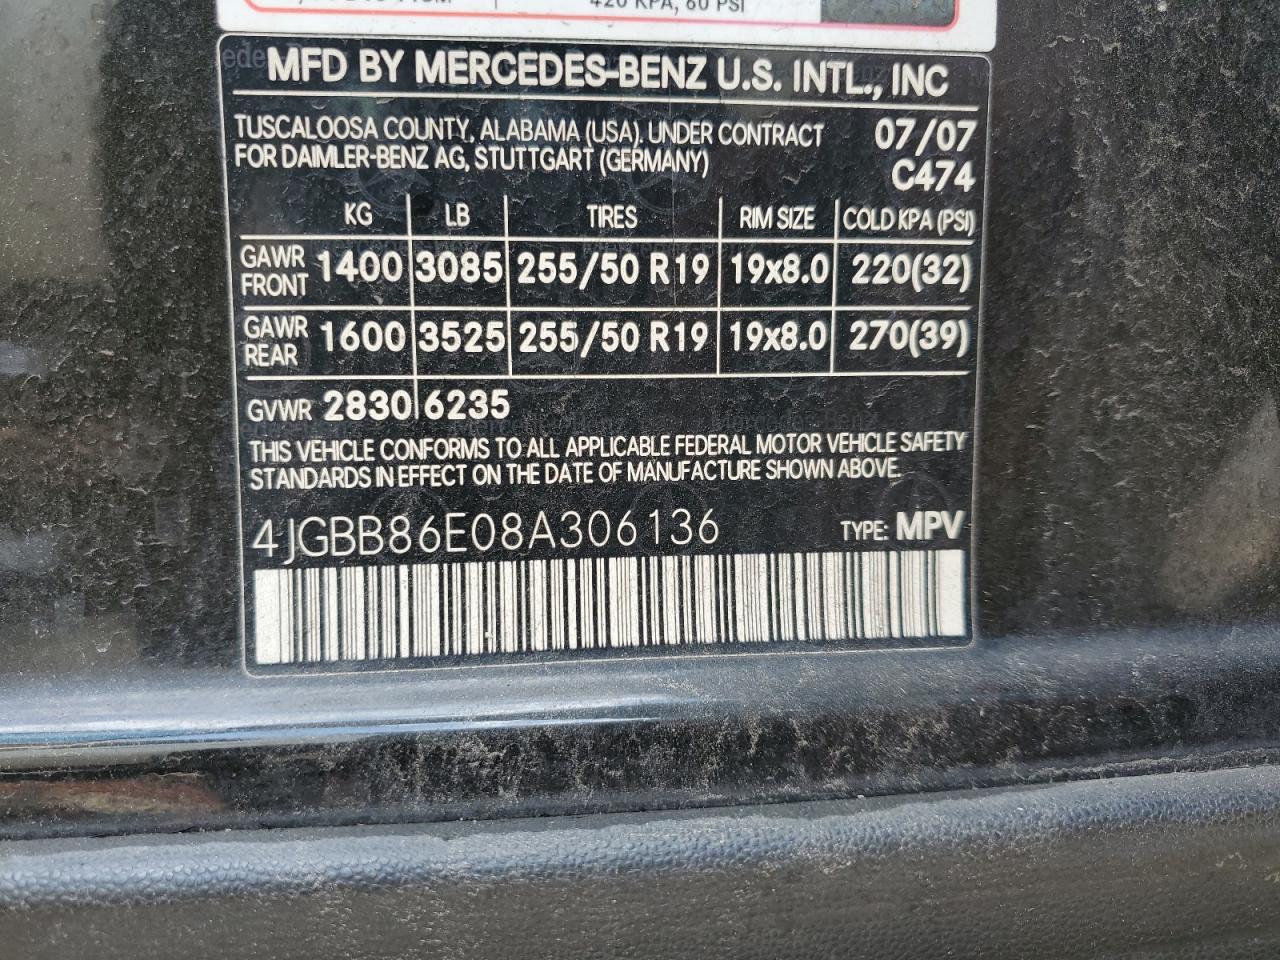 420 KPA, 60 PSI
MFD BY MERCEDES-BENZ U.S. INTL., INC
TUSCALOOSA COUNTY, ALABAMA (USA), UNDER CONTRACT 07/07
FOR DAIMLER-BENZ AG, STUTTGART (GERMANY) C474
KG LB TIRES RIM SIZE COLD KPA (PSI)
GAWR FRONT 1400 3085 255/50 R19 19x8.0 220(32)
GAWR REAR 1600 3525 255/50 R19 19x8.0 270(39)
GVWR 2830 6235
THIS VEHICLE CONFORMS TO ALL APPLICABLE FEDERAL MOTOR VEHICLE SAFETY
STANDARDS IN EFFECT ON THE DATE OF MANUFACTURE SHOWN ABOVE.
4JGBB86E08A306136 TYPE: MPV